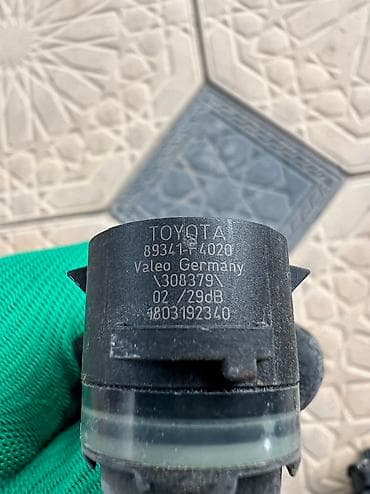 TOYOTA
89341-F4020
Valeo Germany
\308379\
02 /29dB
1803192340